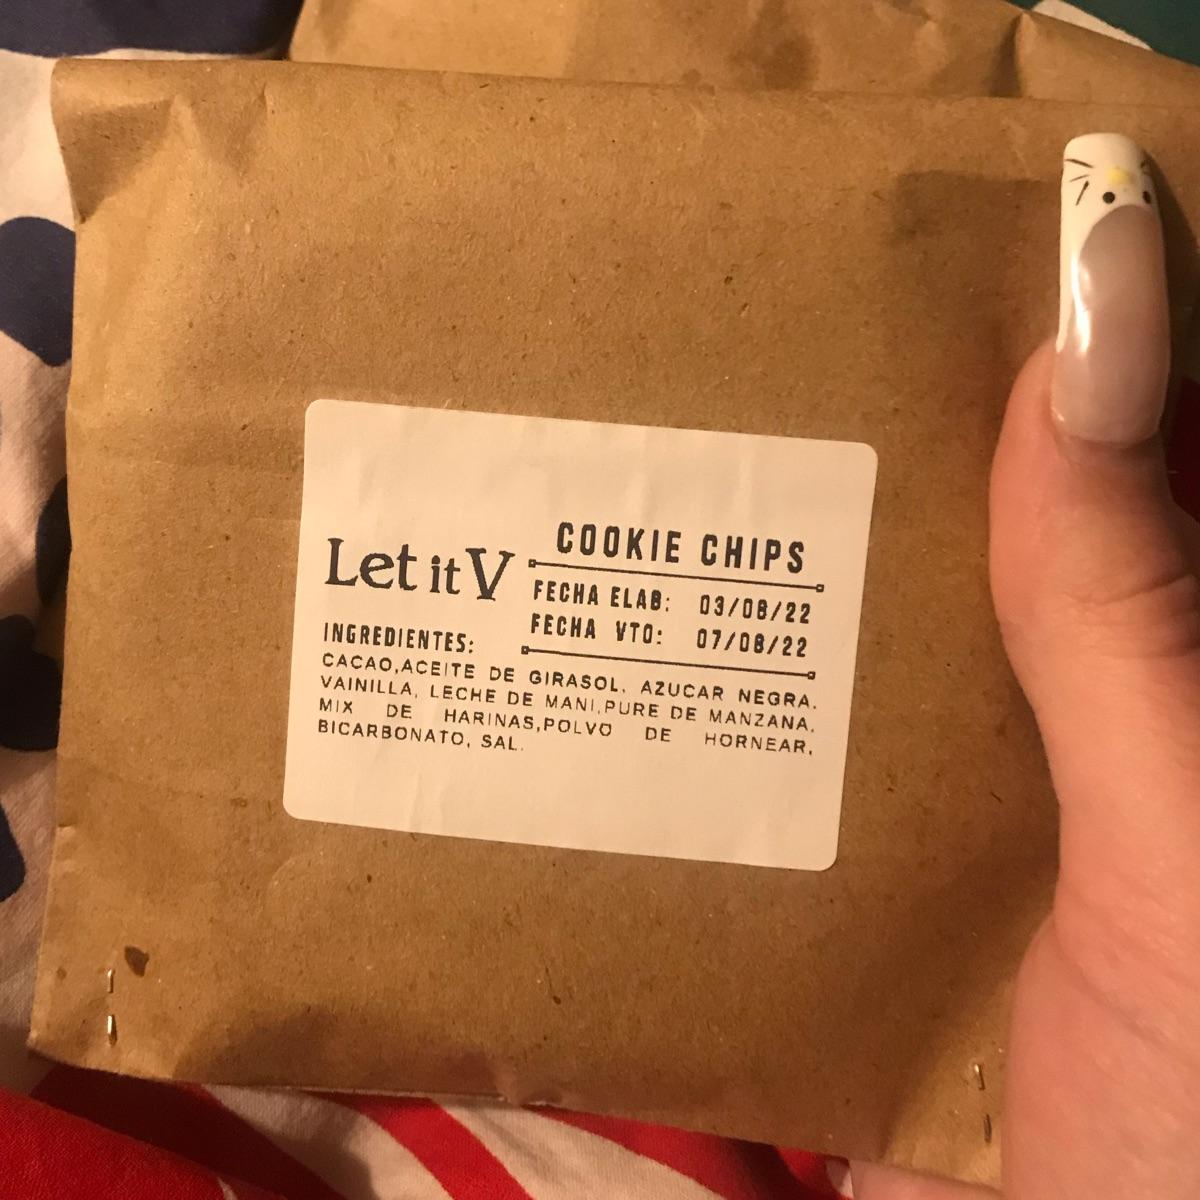 Let it V
COOKIE CHIPS
FECHA ELAB: 03/08/22
FECHA VTO: 07/08/22
INGREDIENTES:
CACAO,ACEITE DE GIRASOL, AZUCAR NEGRA,
VAINILLA, LECHE DE MANI,PURE DE MANZANA,
MIX DE HARINAS,POLVO DE HORNEAR,
BICARBONATO, SAL.